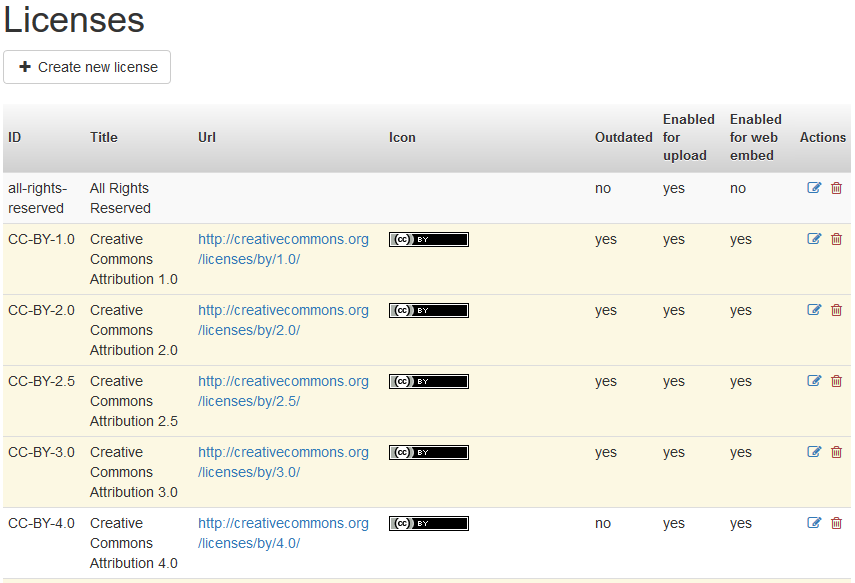 Licenses
Create new license
ID Title Url Icon Outdated Enabled for upload Enabled for web embed Actions
all-rights- All Rights no yes no
reserved Reserved
CC-BY-1.0 Creative http://creativecommons.org cc BY yes yes yes
Commons /licenses/by/1.0/
Attribution 1.0
CC-BY-2.0 Creative http://creativecommons.org cc BY yes yes yes
Commons /licenses/by/2.0/
Attribution 2.0
CC-BY-2.5 Creative http://creativecommons.org cc BY yes yes yes
Commons /licenses/by/2.5/
Attribution 2.5
CC-BY-3.0 Creative http://creativecommons.org cc BY yes yes yes
Commons /licenses/by/3.0/
Attribution 3.0
CC-BY-4.0 Creative http://creativecommons.org cc BY no yes yes
Commons /licenses/by/4.0/
Attribution 4.0